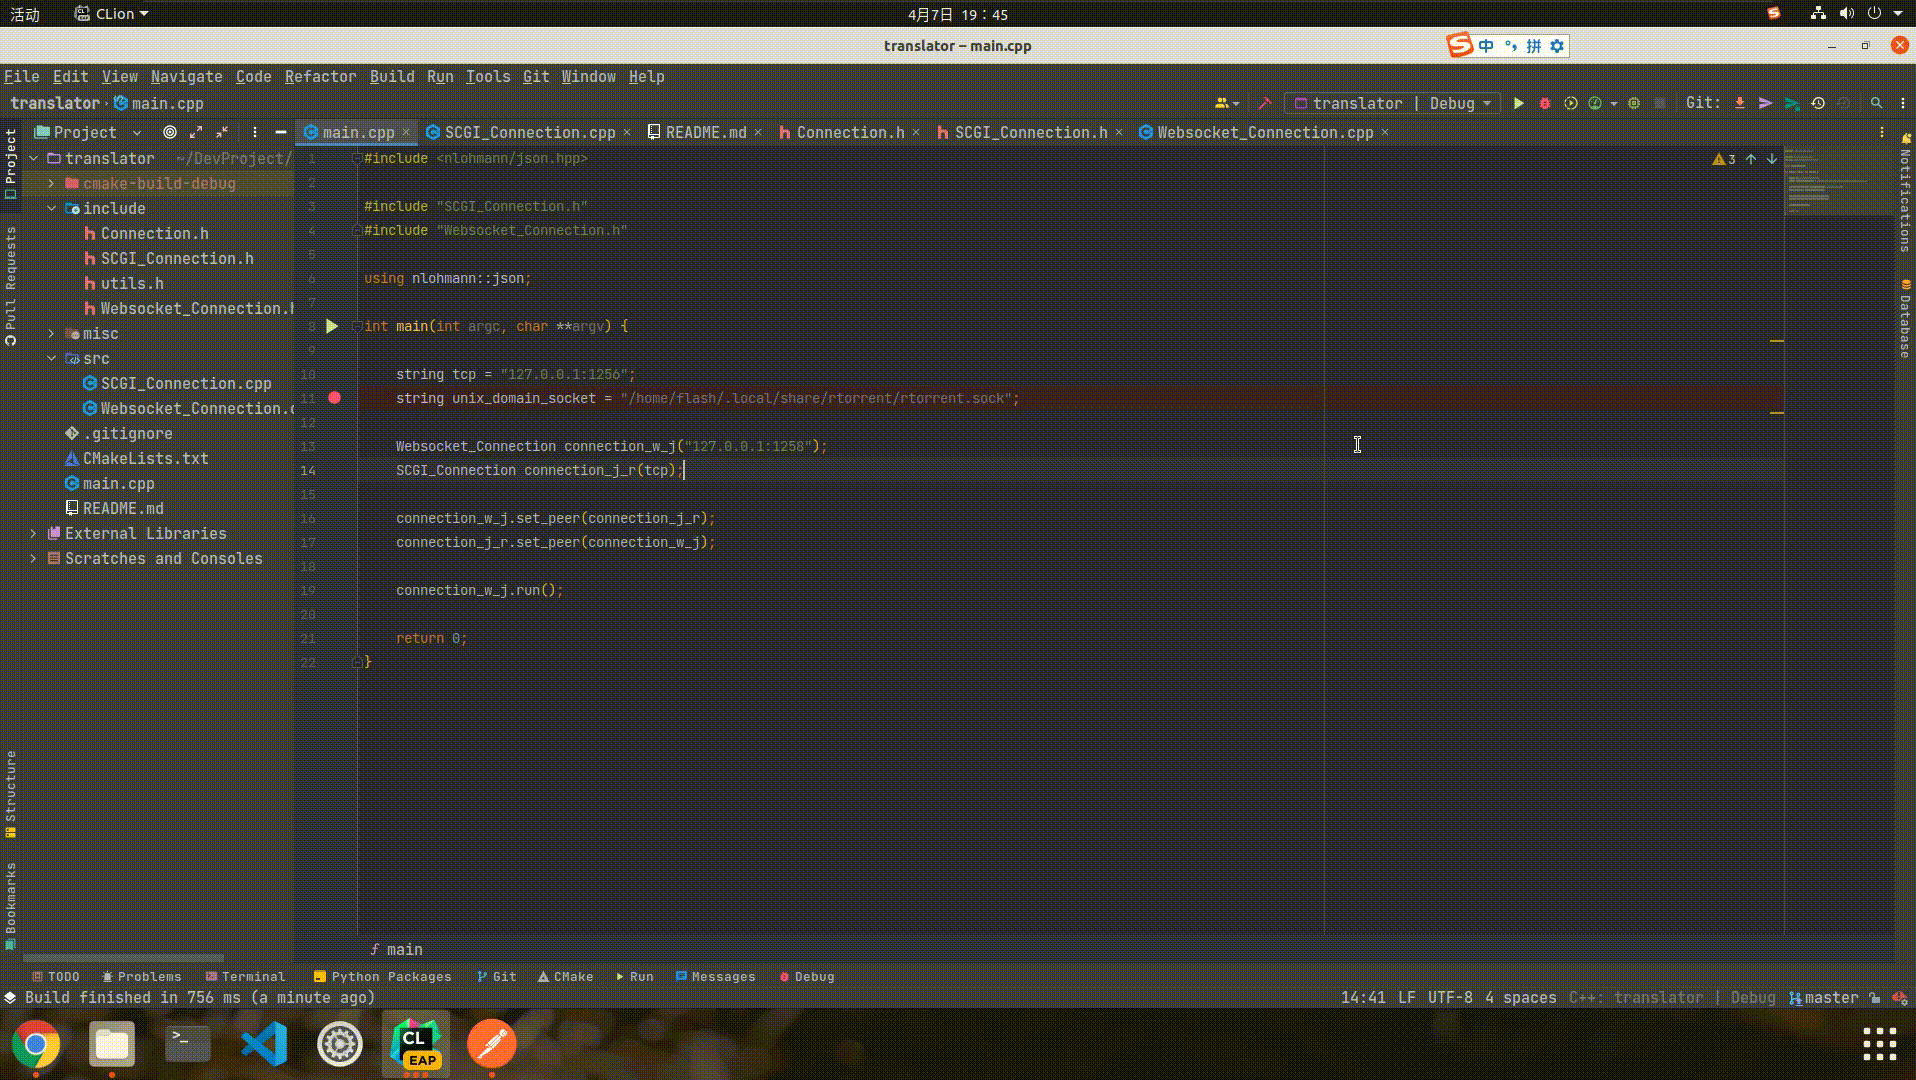 活动
CLion
4月7日 19：45
translator – main.cpp
中 拼
File Edit View Navigate Code Refactor Build Run Tools Git Window Help
translator main.cpp
translator | Debug
Git:
Project
main.cpp
SCGI_Connection.cpp
README.md
Connection.h
SCGI_Connection.h
Websocket_Connection.cpp
Project
Pull Requests
Structure
Bookmarks
translator ~/DevProject/
cmake-build-debug
include
Connection.h
SCGI_Connection.h
utils.h
Websocket_Connection.h
misc
src
SCGI_Connection.cpp
Websocket_Connection.c
.gitignore
CMakeLists.txt
main.cpp
README.md
External Libraries
Scratches and Consoles
1 #include <nlohmann/json.hpp>
2
3 #include "SCGI_Connection.h"
4 #include "Websocket_Connection.h"
5
6 using nlohmann::json;
7
8 int main(int argc, char **argv) {
9
10 string tcp = "127.0.0.1:1256";
11 string unix_domain_socket = "/home/flash/.local/share/rtorrent/rtorrent.sock";
12
13 Websocket_Connection connection_w_j("127.0.0.1:1258");
14 SCGI_Connection connection_j_r(tcp);
15
16 connection_w_j.set_peer(connection_j_r);
17 connection_j_r.set_peer(connection_w_j);
18
19 connection_w_j.run();
20
21 return 0;
22 }
3
Notifications
Database
f main
TODO Problems Terminal Python Packages Git CMake Run Messages Debug
Build finished in 756 ms (a minute ago)
14:41 LF UTF-8 4 spaces C++: translator | Debug master
>_
CL
EAP